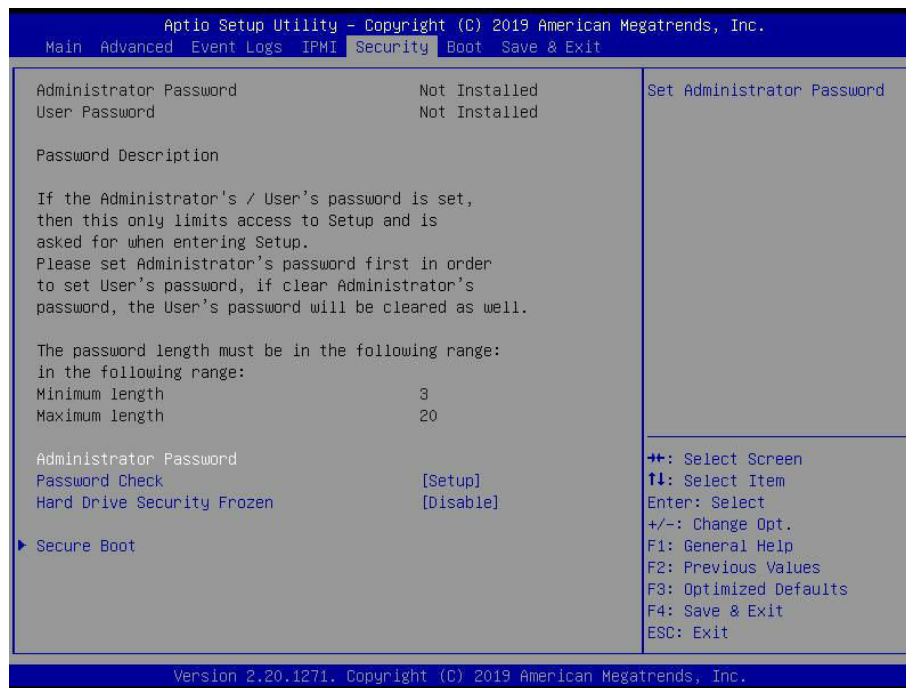 Aptio Setup Utility – Copyright (C) 2019 American Megatrends, Inc.
Main Advanced Event Logs IPMI Security Boot Save & Exit
Administrator Password Not Installed
User Password Not Installed
Password Description
If the Administrator's / User's password is set,
then this only limits access to Setup and is
asked for when entering Setup.
Please set Administrator's password first in order
to set User's password, if clear Administrator's
password, the User's password will be cleared as well.
The password length must be in the following range:
in the following range:
Minimum length 3
Maximum length 20
Administrator Password
Password Check [Setup]
Hard Drive Security Frozen [Disable]
Secure Boot
Set Administrator Password
→←: Select Screen
↑↓: Select Item
Enter: Select
+/-: Change Opt.
F1: General Help
F2: Previous Values
F3: Optimized Defaults
F4: Save & Exit
ESC: Exit
Version 2.20.1271. Copyright (C) 2019 American Megatrends, Inc.